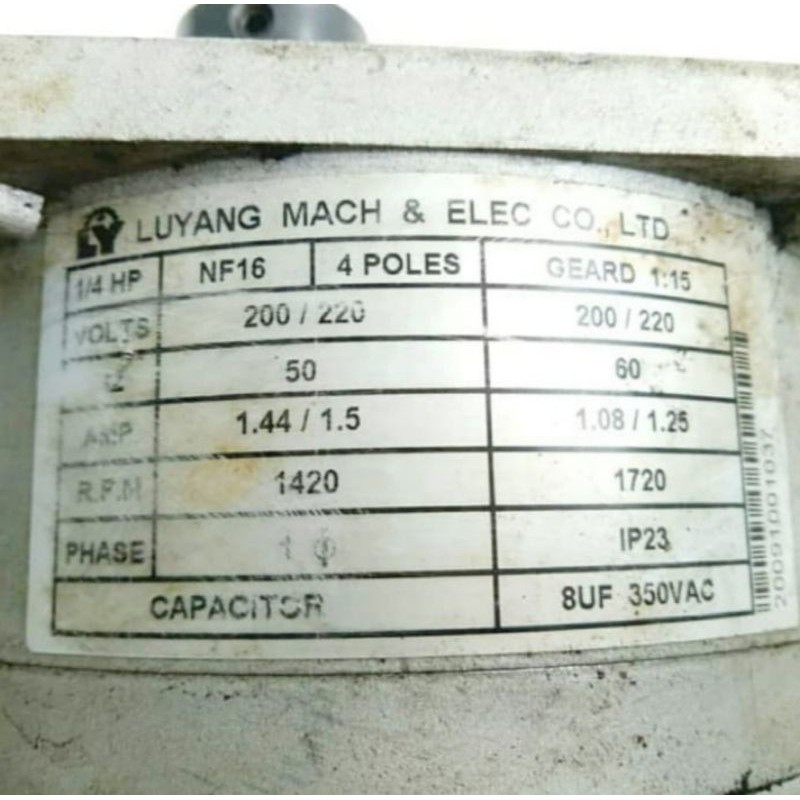 LY LUYANG MACH & ELEC CO., LTD
1/4 HP NF16 4 POLES GEARD 1:15
VOLTS 200 / 220 200 / 220
50 60
AMP 1.44 / 1.5 1.08 / 1.25
R.P.M 1420 1720
PHASE 1 ϕ IP23
CAPACITOR 8UF 350VAC
20091001037